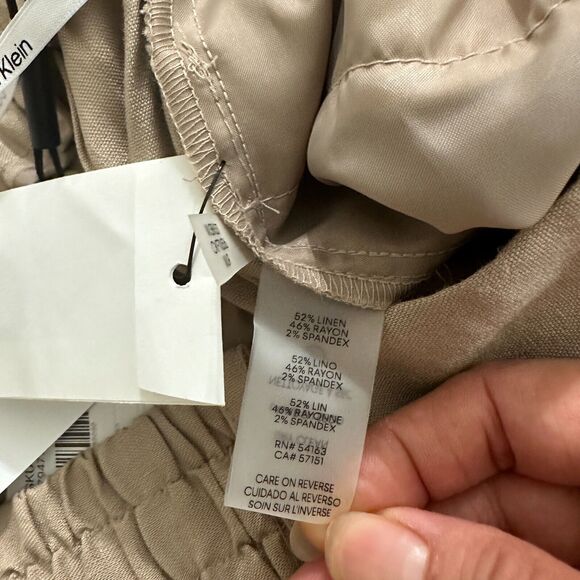 Klein
52% LINEN
46% RAYON
2% SPANDEX
52% LINO
46% RAYON
2% SPANDEX
52% LIN
46% RAYONNE
2% SPANDEX
RN# 54163
CA# 57151
CARE ON REVERSE
CUIDADO AL REVERSO
SOIN SUR L'INVERSE